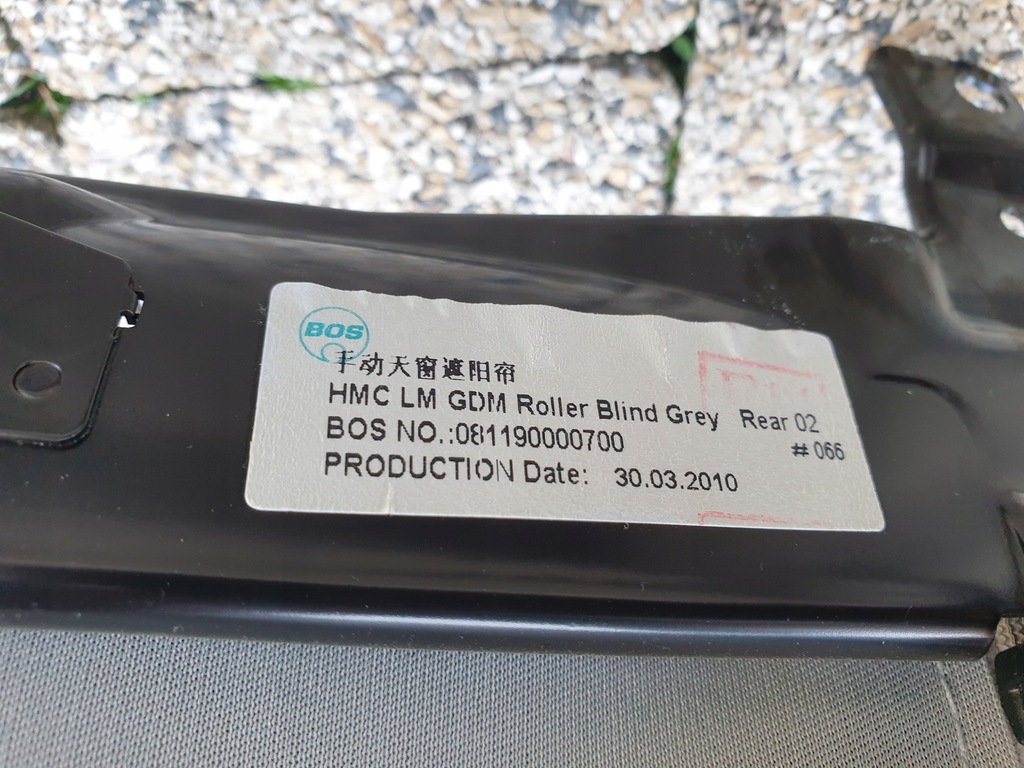 BOS
手动天窗遮阳帘
HMC LM GDM Roller Blind Grey Rear 02
BOS NO.:081190000700 # 066
PRODUCTION Date: 30.03.2010